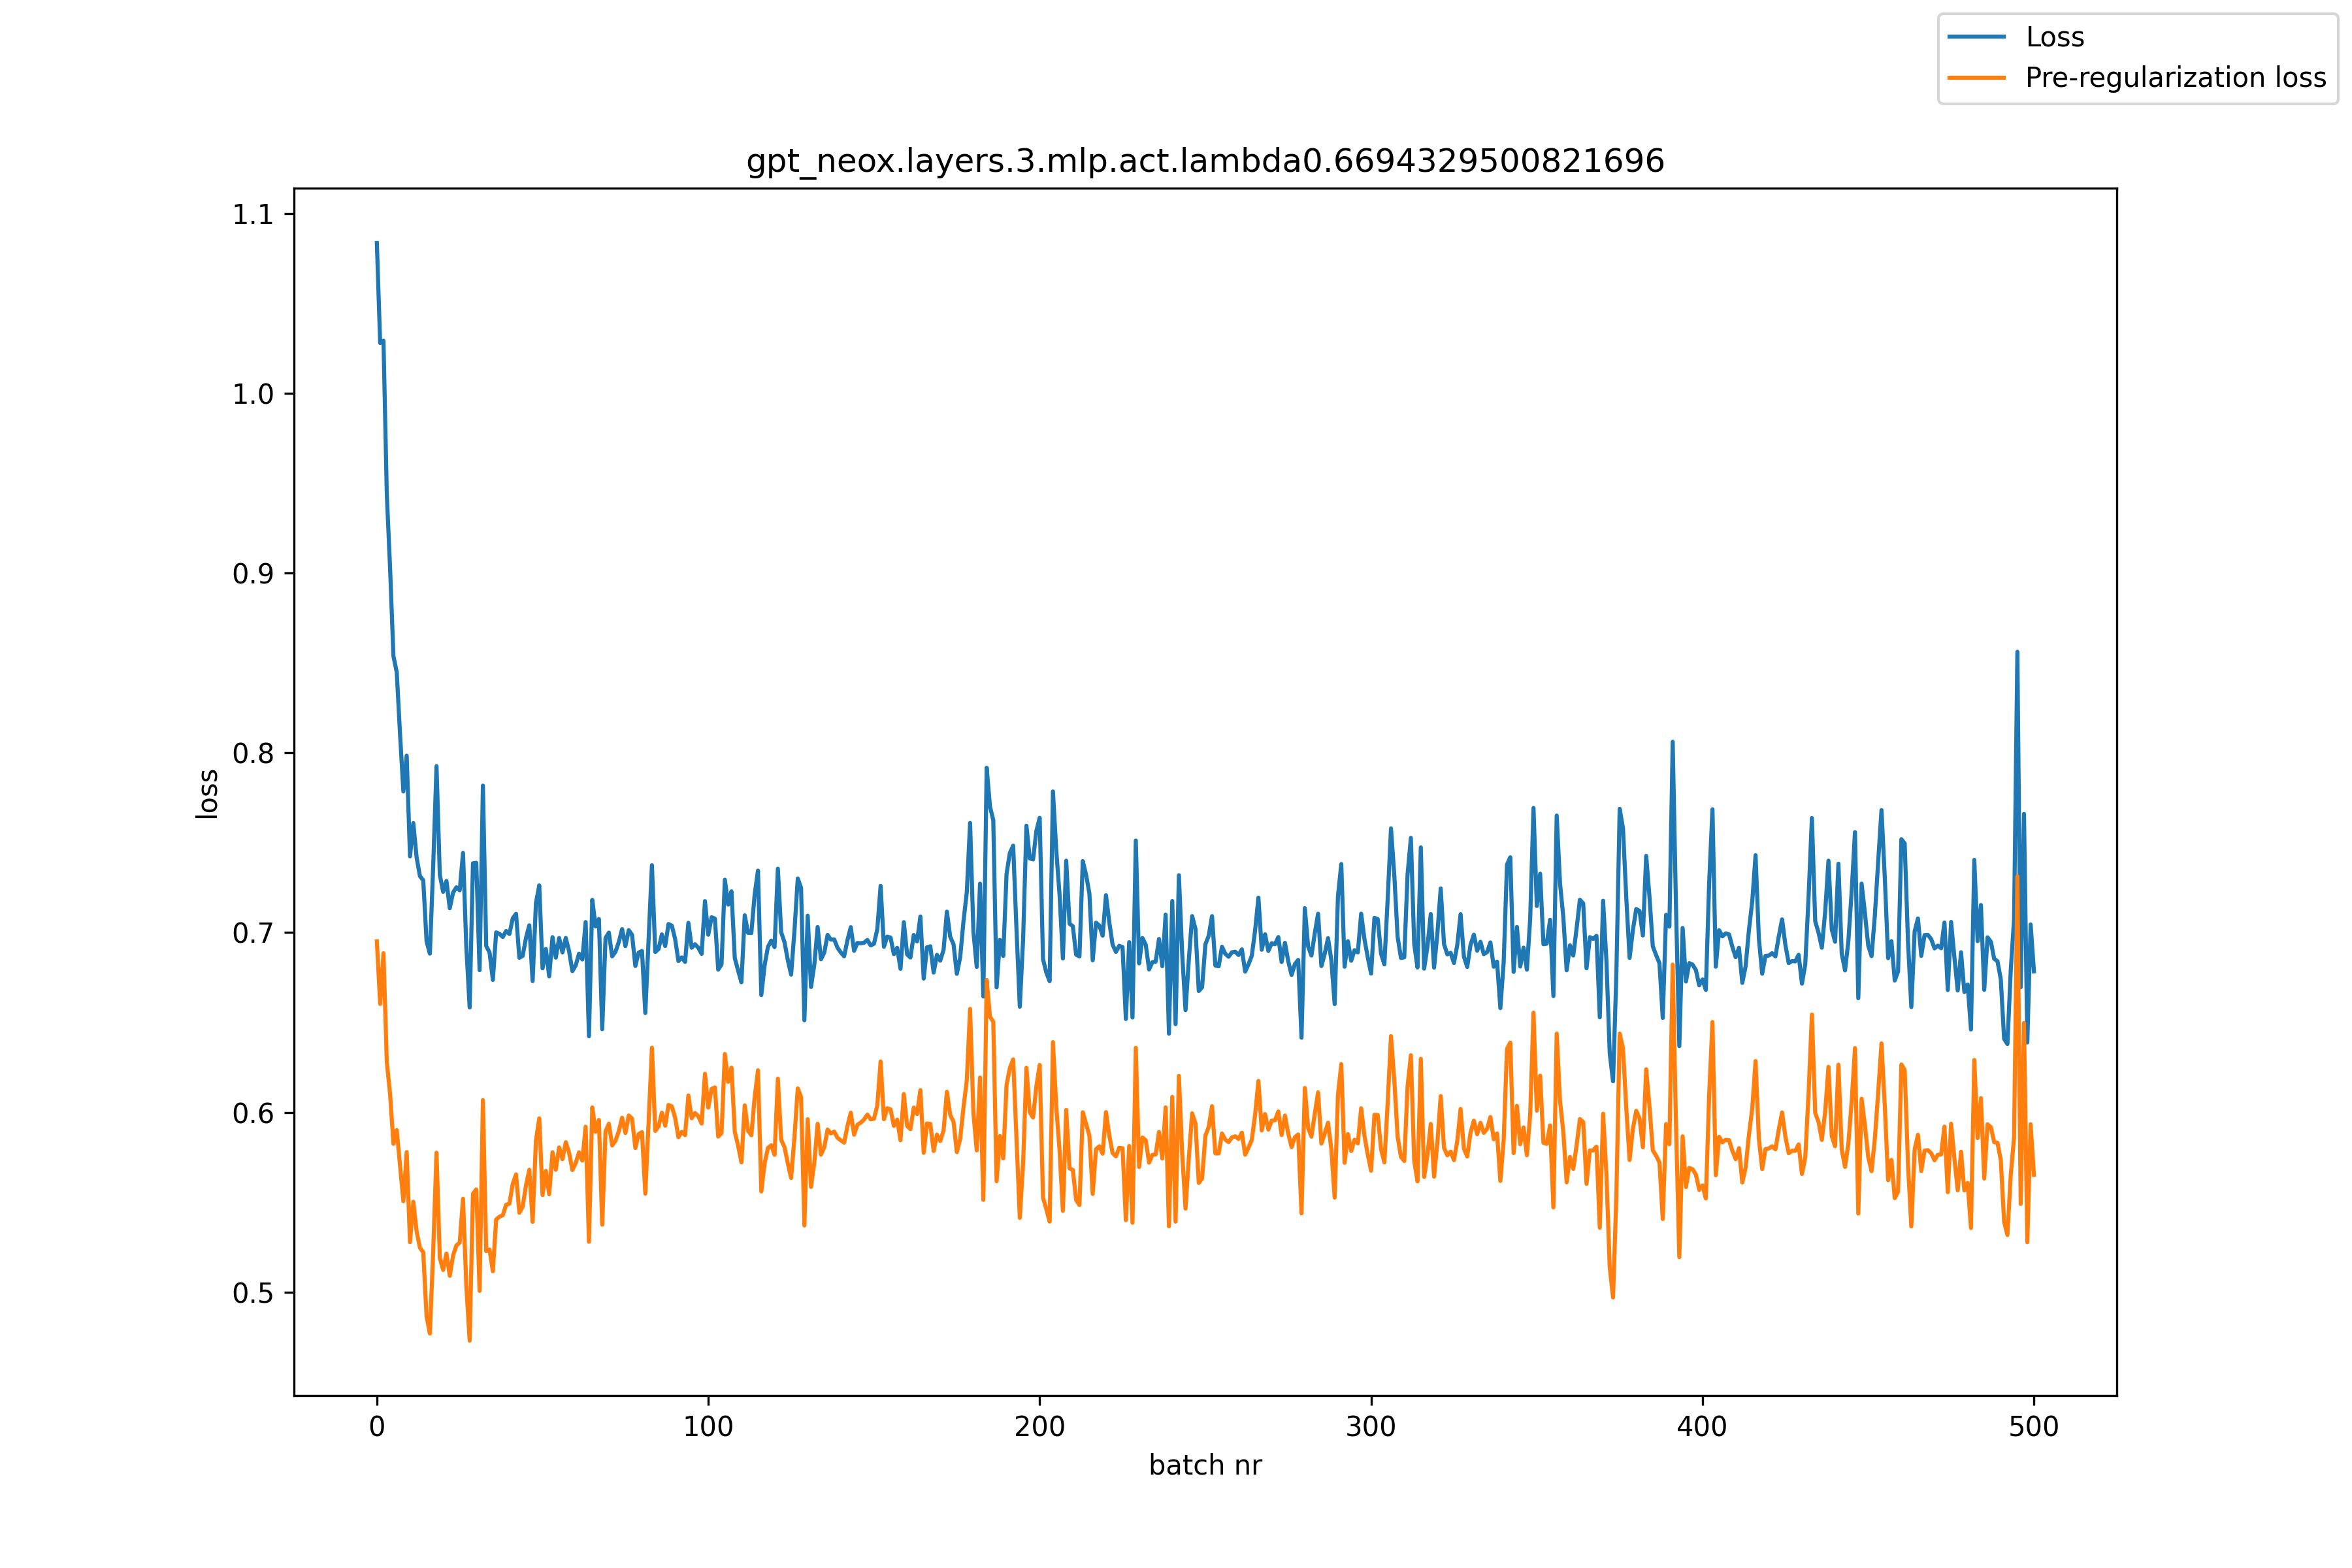 Loss
Pre-regularization loss
gpt_neox.layers.3.mlp.act.lambda0.6694329500821696
1.1
1.0
0.9
0.8
0.7
0.6
0.5
loss
0 100 200 300 400 500
batch nr